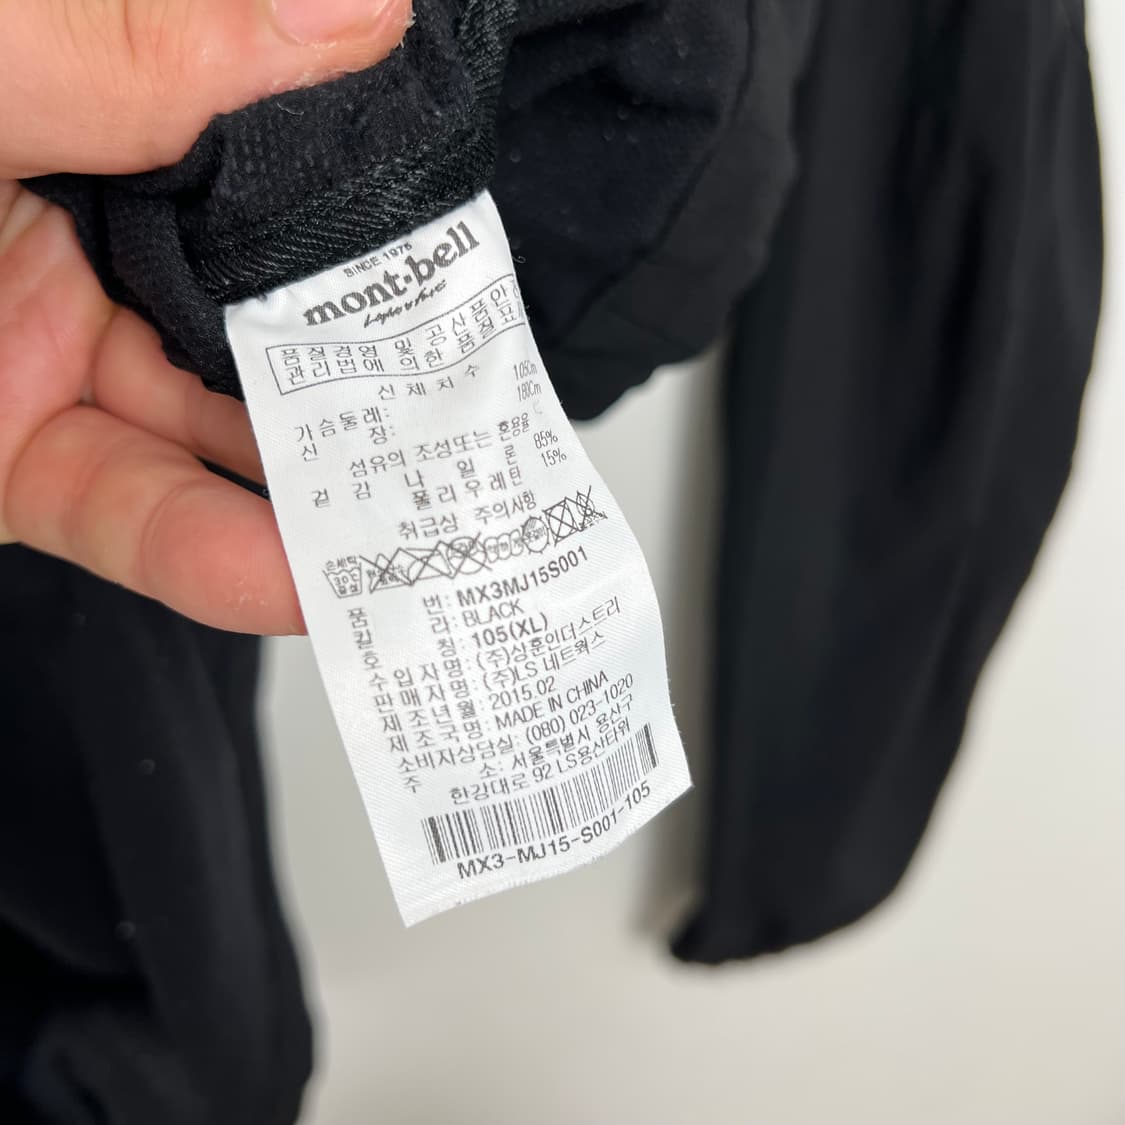 SINCE 1975
mont·bell
품질경영 및 공산품안
관리법에 의한 품질표
신체치수
가슴둘레: 105Cm
신장: 180Cm
섬유의 조성또는 혼용율
겉감 나일론 85%
폴리우레탄 15%
취급상 주의사항
손세탁
30℃
중성
품번: MX3MJ15S001
칼라: BLACK
호칭: 105(XL)
수입자명: (주)상훈인더스트리
판매자명: (주)LS 네트웍스
제조년월: 2015.02
제조국명: MADE IN CHINA
소비자상담실: (080) 023-1020
주소: 서울특별시 용산구
한강대로 92 LS용산타워
MX3-MJ15-S001-105